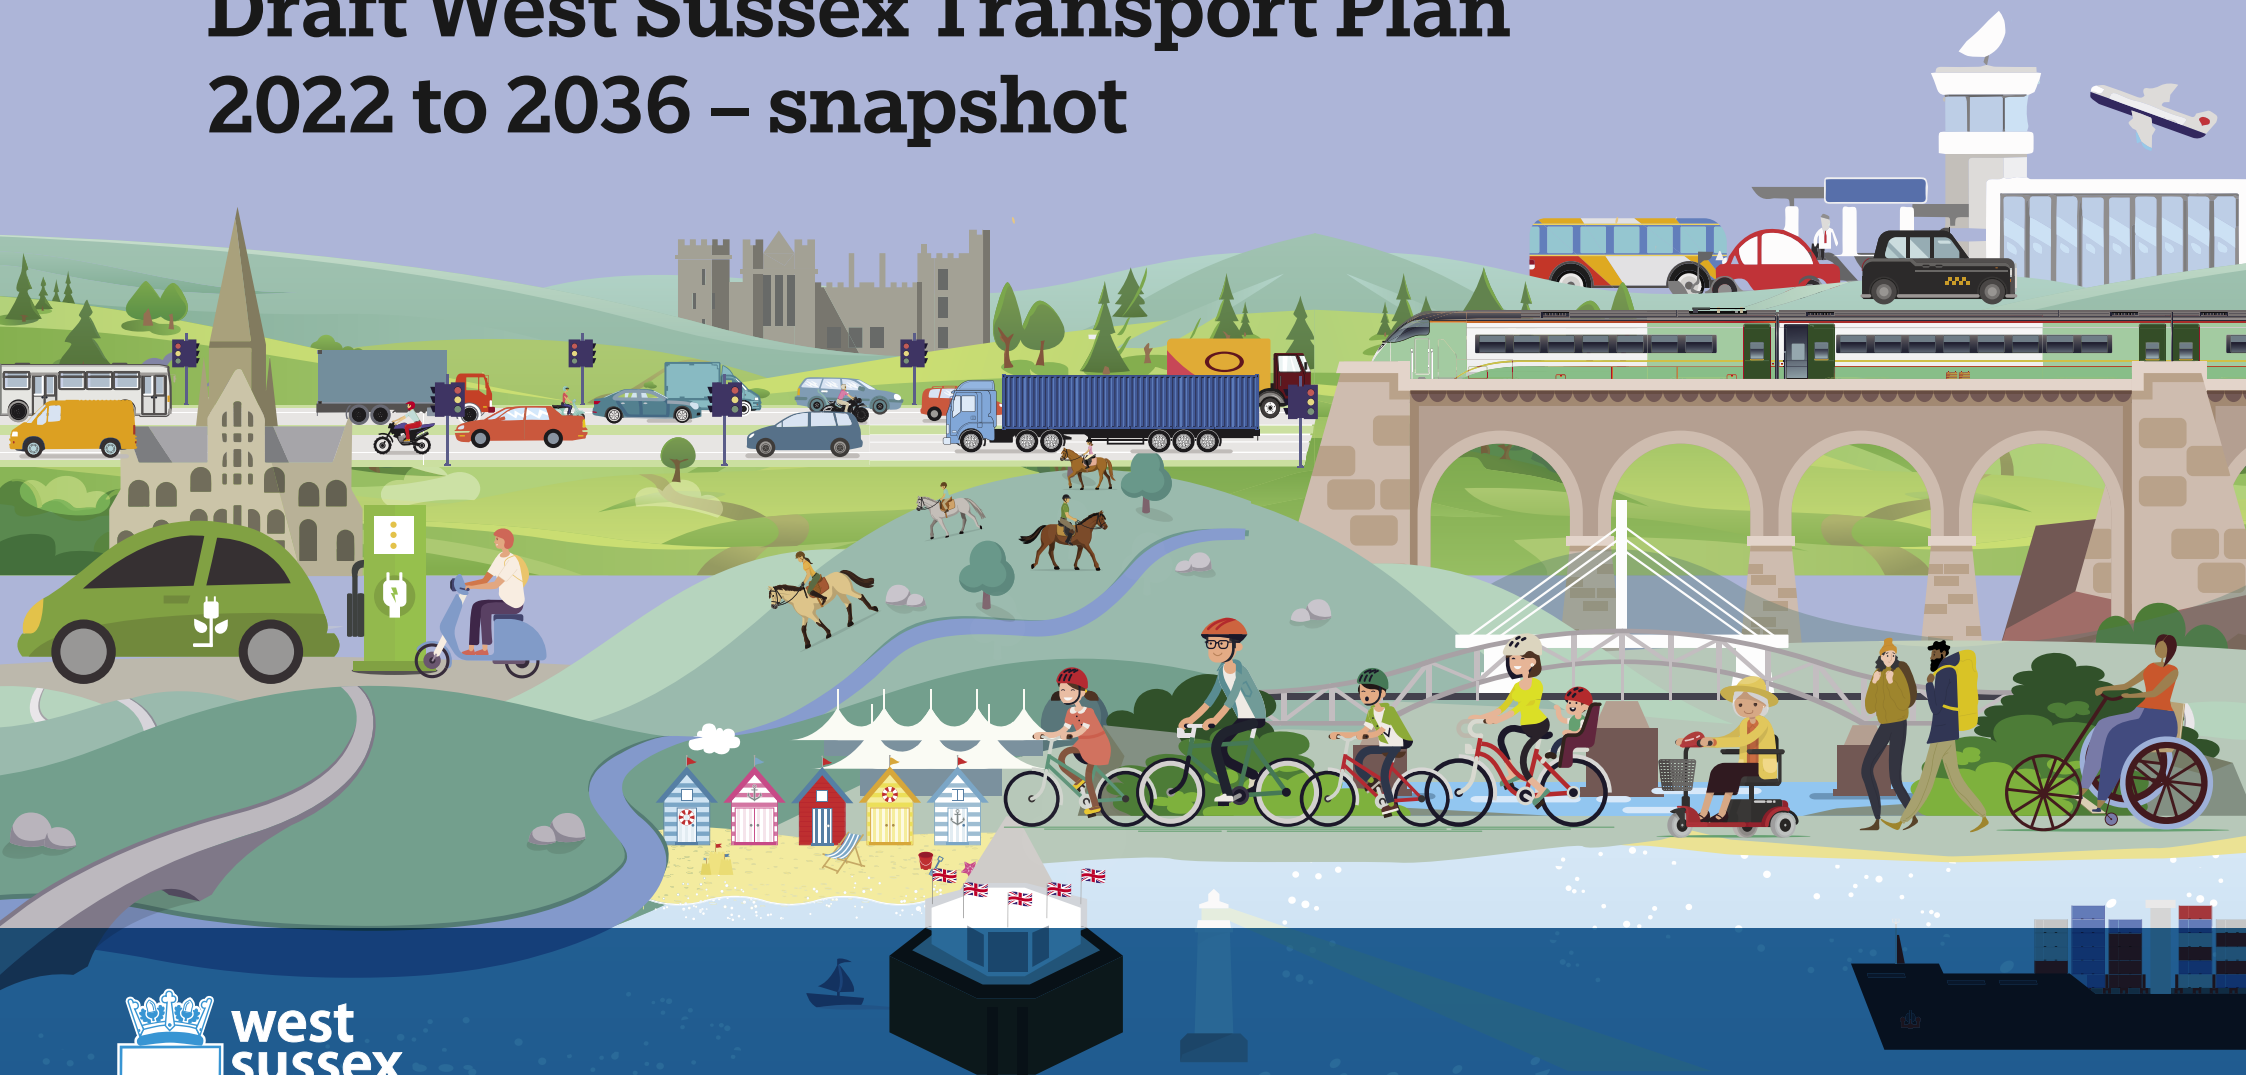 Draft West Sussex Transport Plan
2022 to 2036 – snapshot
west
sussex